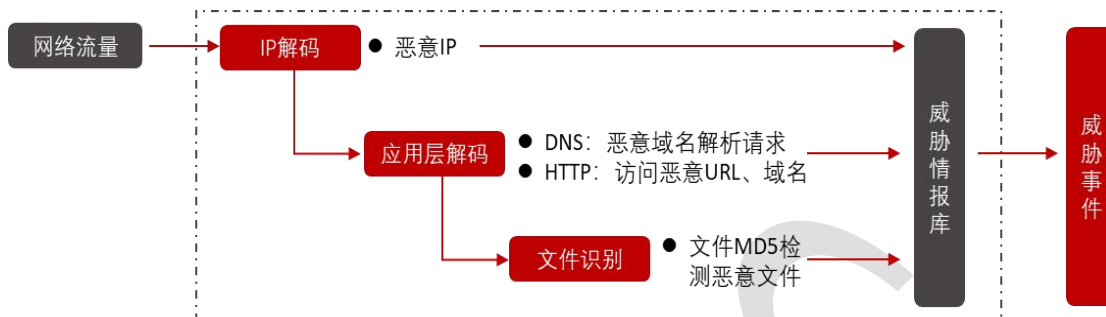 网络流量
IP解码
● 恶意IP
应用层解码
● DNS：恶意域名解析请求
● HTTP：访问恶意URL、域名
文件识别
● 文件MD5检
测恶意文件
威胁情报库
威胁事件